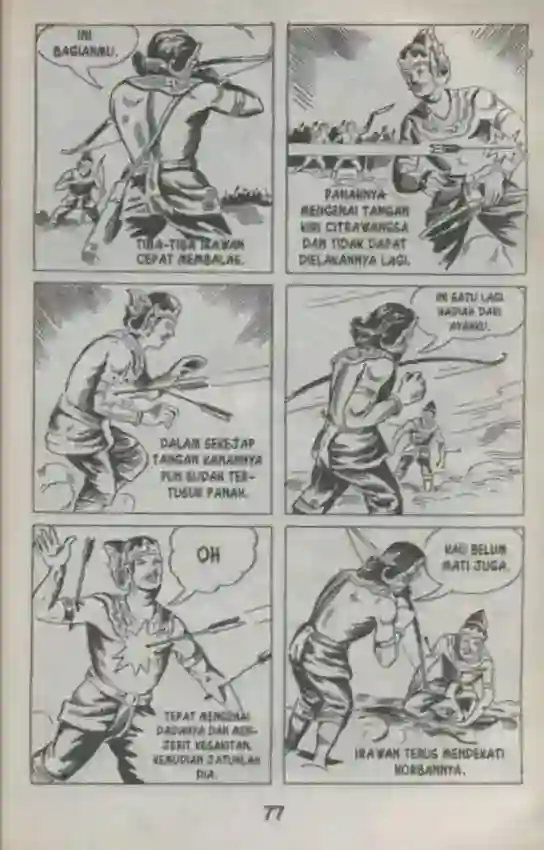 INI
BAGIANMU.
TIBA-TIBA IRAWAN
CEPAT MEMBALAS.
PANAHNYA
MENGENAI TANGAN
KIRI CITRAWANGSA
DAN TIDAK DAPAT
DIELAKANNYA LAGI.
DALAM SEKEJAP
TANGAN KANANNYA
PUN SUDAH TER-
TUSUK PANAH.
INI SATU LAGI
HADIAH DARI
AYAHKU.
OH
TEPAT MENGENAI
DADANYA DAN MEN-
JERIT KESAKITAN,
KEMUDIAN JATUHLAH
DIA.
KAU BELUM
MATI JUGA.
IRAWAN TERUS MENDEKATI
KORBANNYA.
77